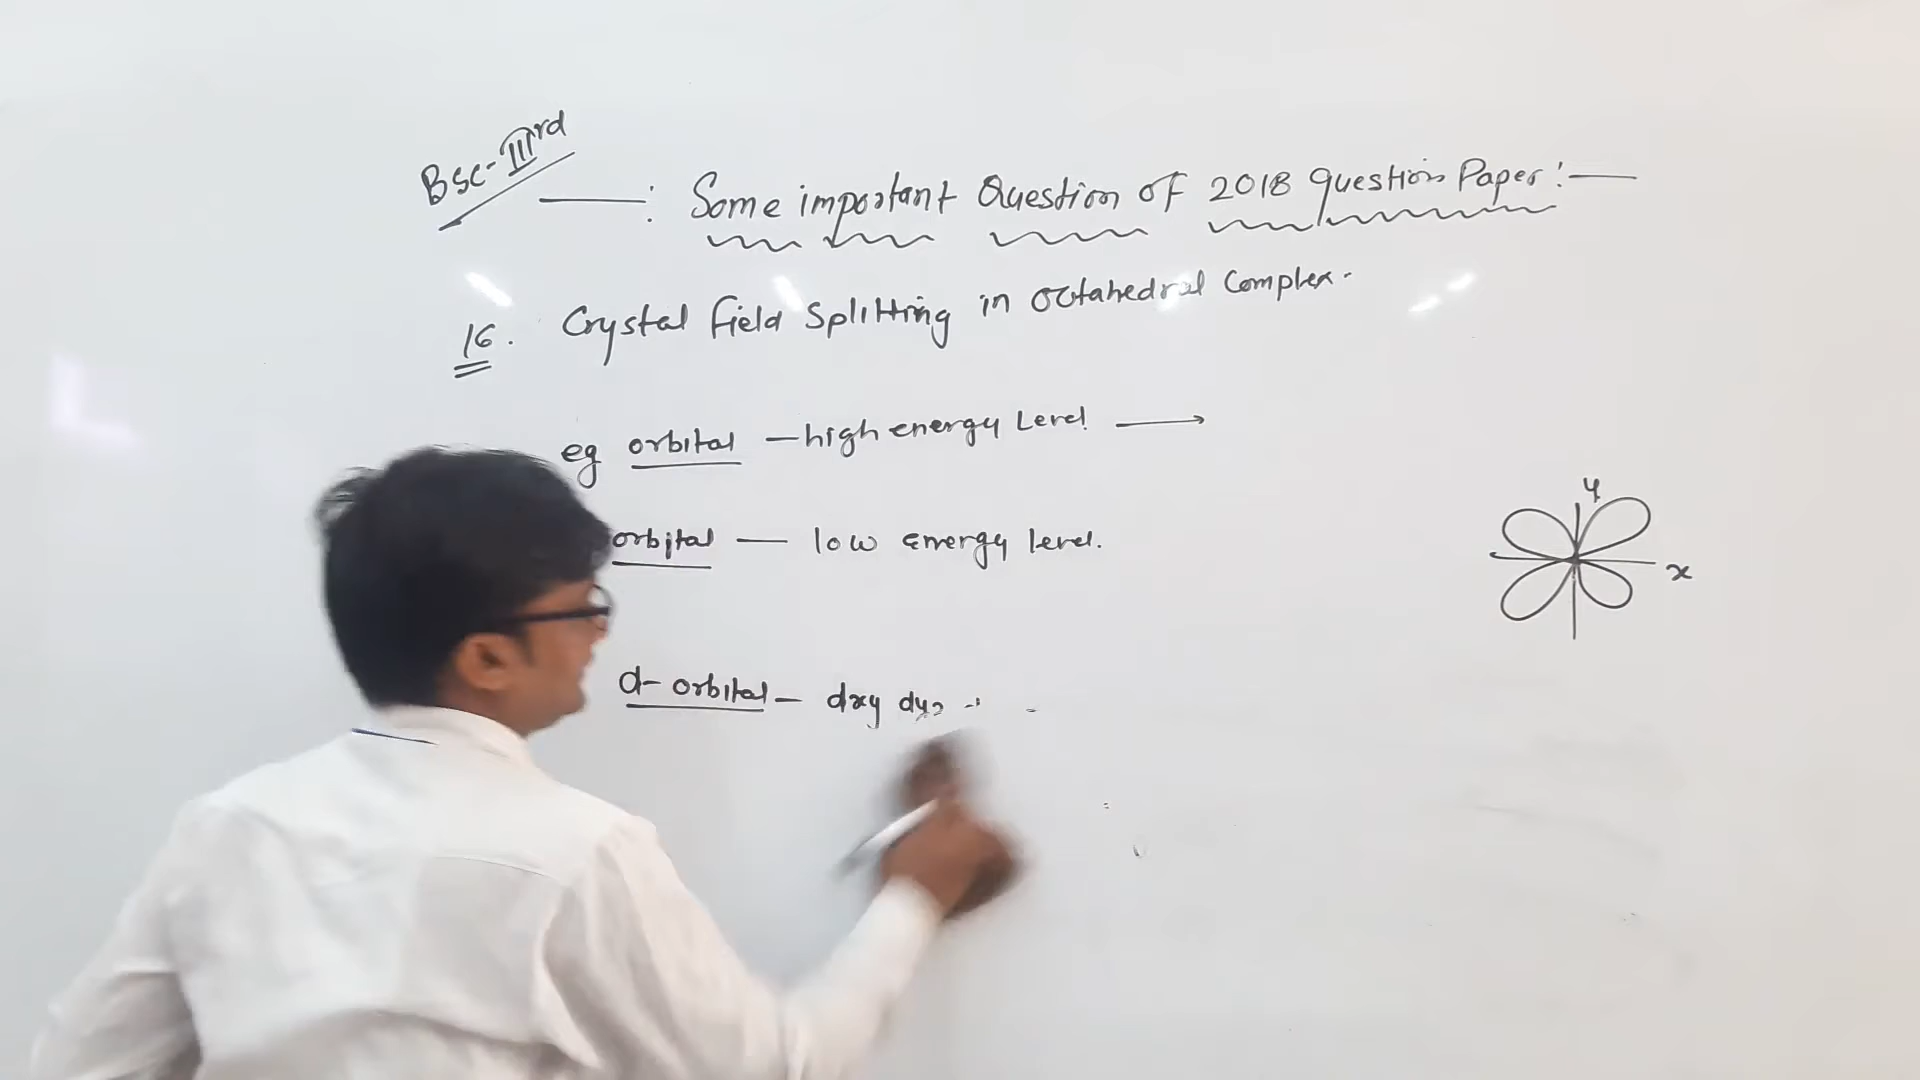 Bsc-IIIrd
: Some important Question of 2018 question Paper:-
16. Crystal field Splitting in octahedral Complex.
eg orbital - high energy Level →
orbital - low energy level.
y
x
d-orbital - dxy dyz